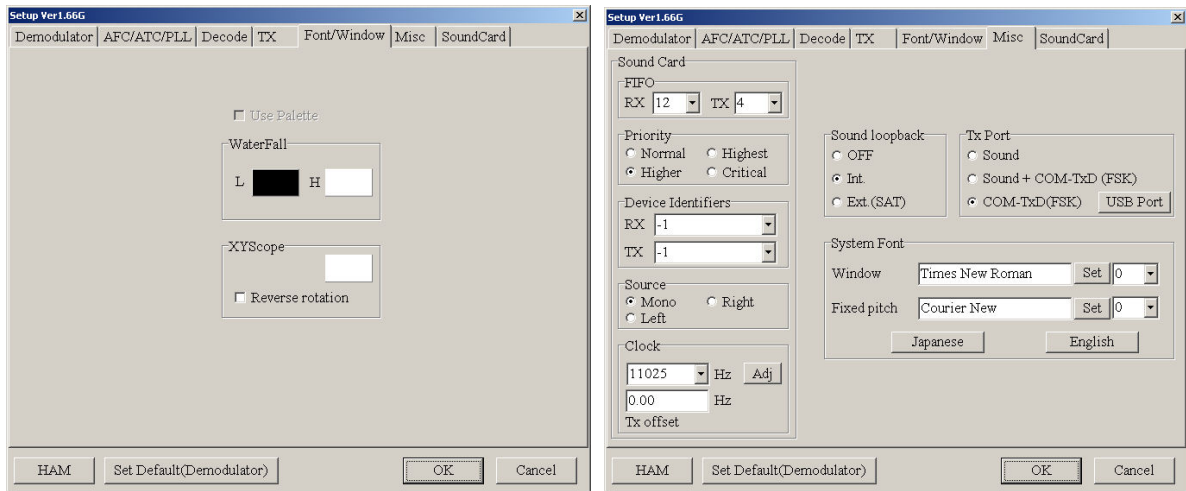 Setup Ver1.66G
Demodulator AFC/ATC/PLL Decode TX Font/Window Misc SoundCard
Use Palette
WaterFall
L H
XYScope
Reverse rotation
HAM Set Default(Demodulator) OK Cancel
Setup Ver1.66G
Demodulator AFC/ATC/PLL Decode TX Font/Window Misc SoundCard
Sound Card
FIFO
RX 12 TX 4
Priority
Normal Highest
Higher Critical
Device Identifiers
RX -1
TX -1
Source
Mono Right
Left
Clock
11025 Hz Adj
0.00 Hz
Tx offset
Sound loopback
OFF
Int.
Ext.(SAT)
Tx Port
Sound
Sound + COM-TxD (FSK)
COM-TxD(FSK) USB Port
System Font
Window Times New Roman Set 0
Fixed pitch Courier New Set 0
Japanese English
HAM Set Default(Demodulator) OK Cancel